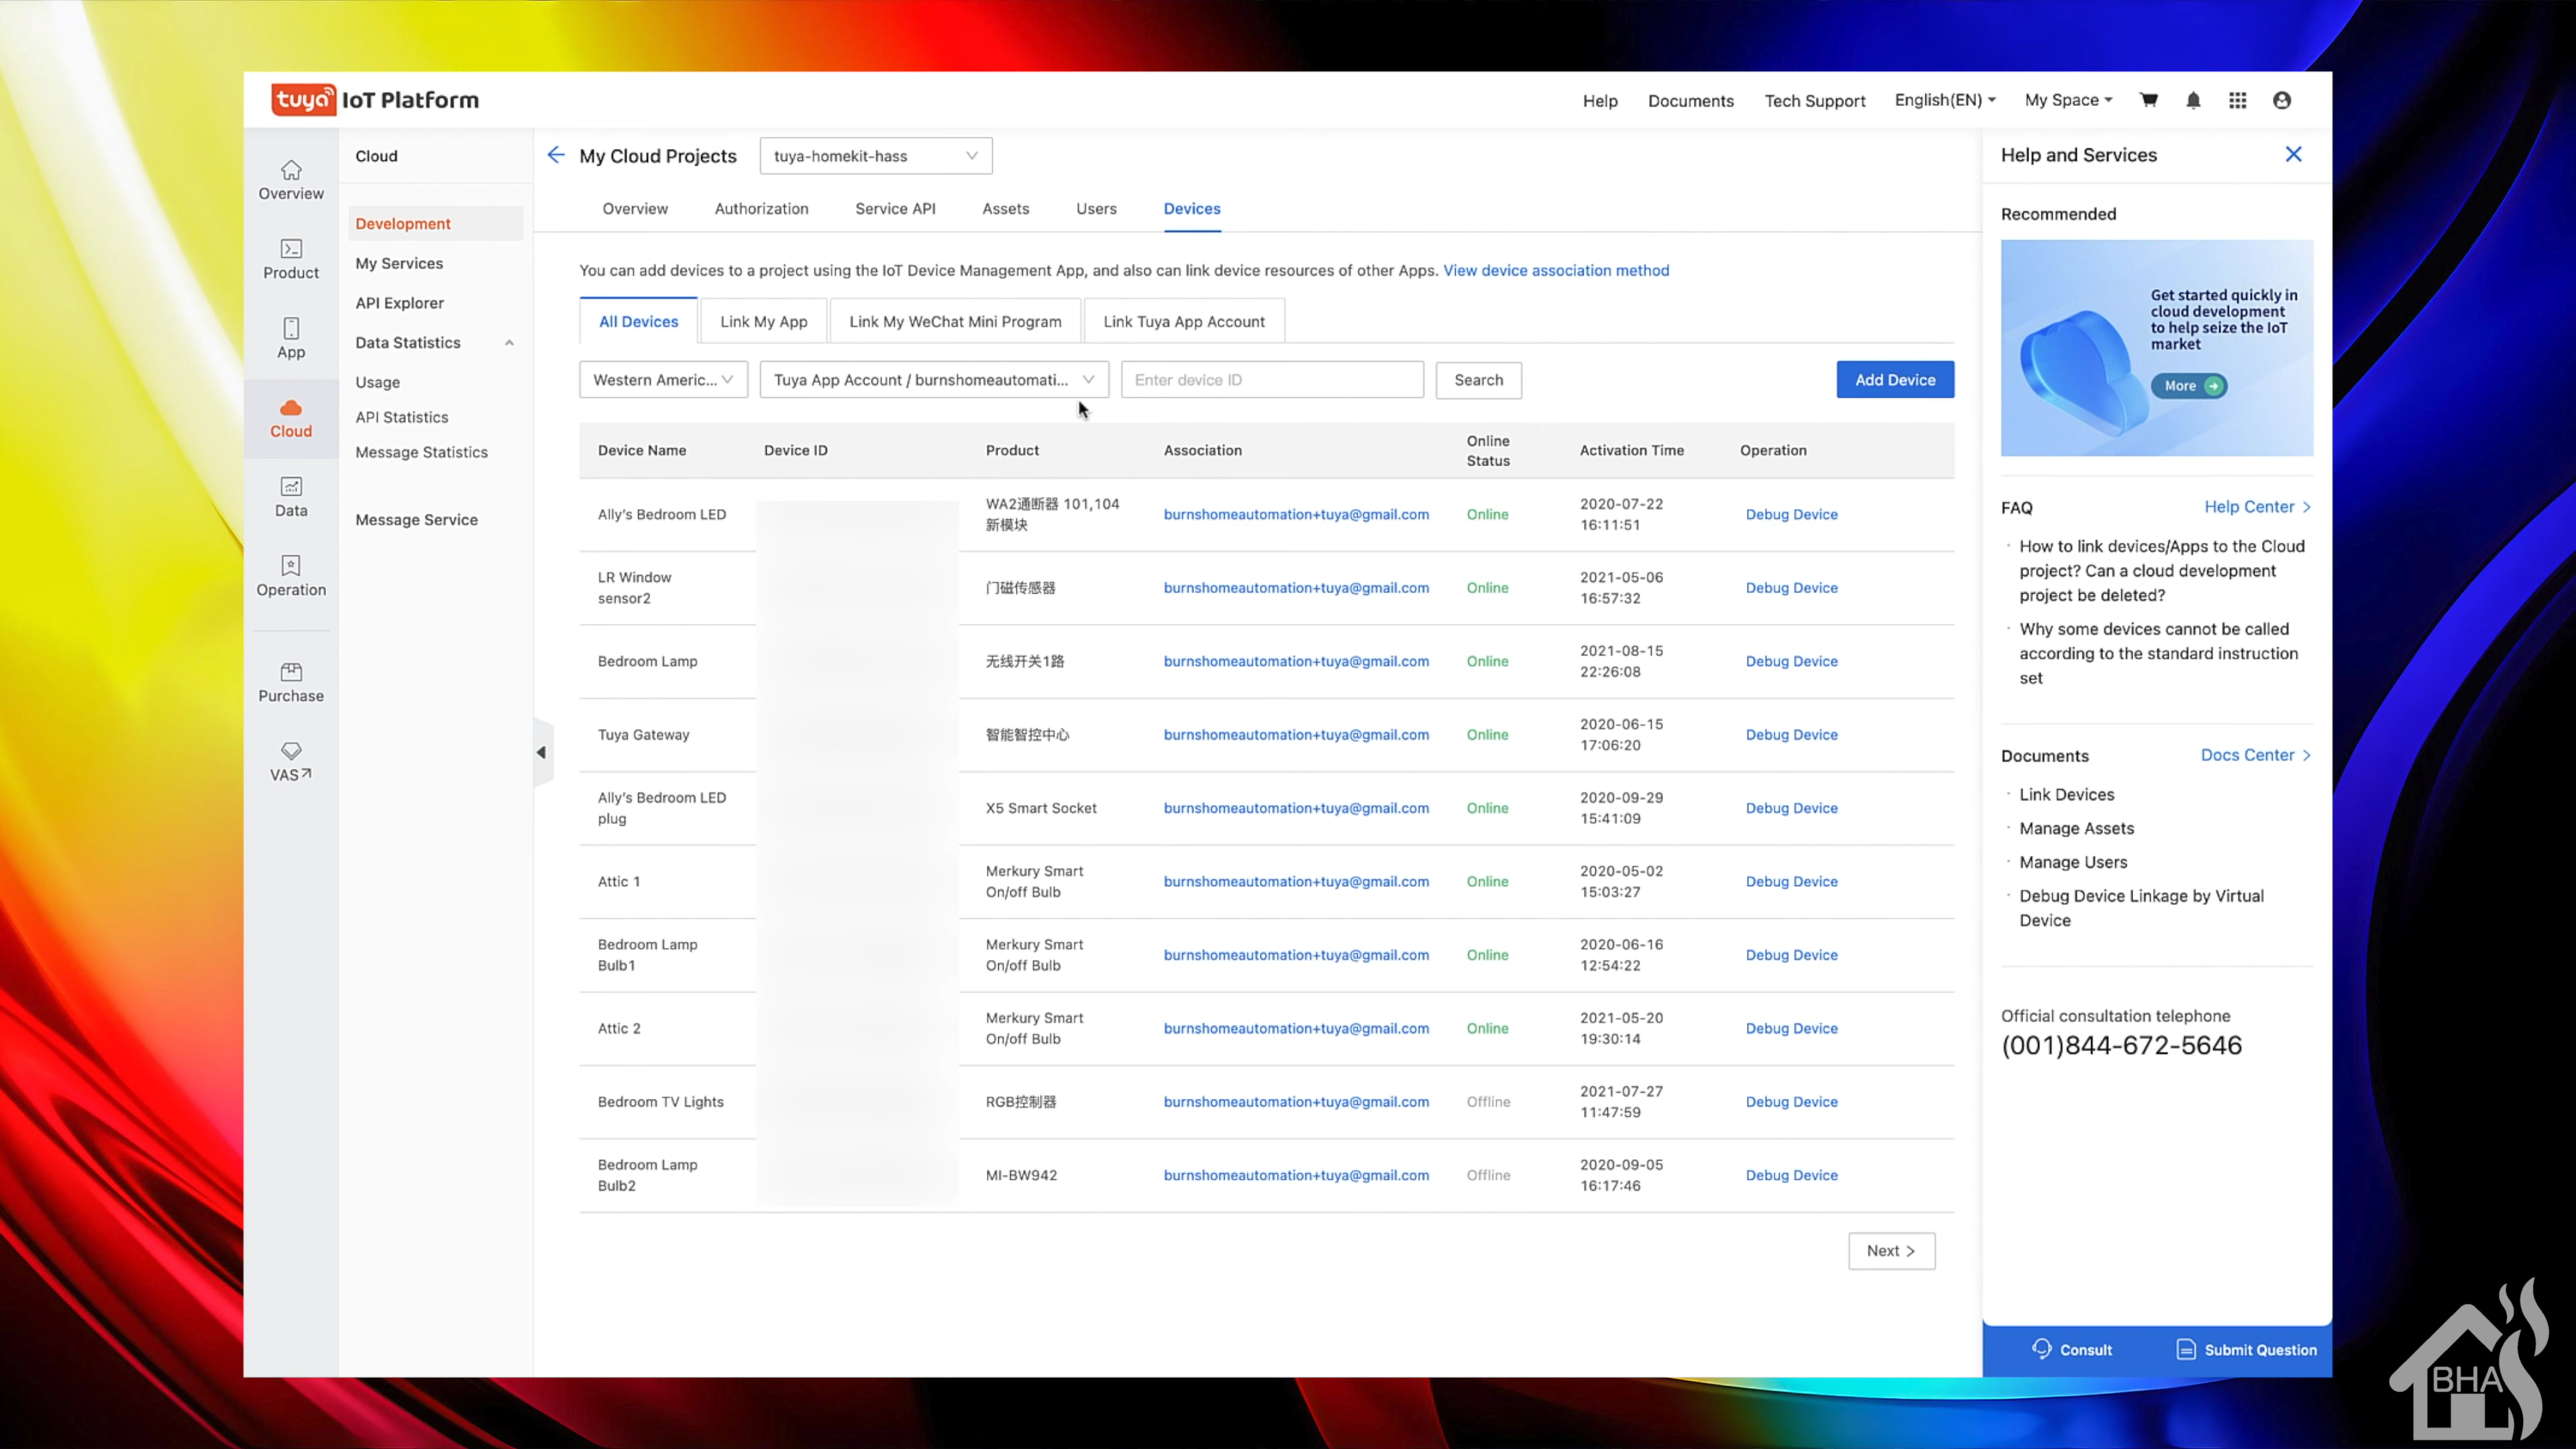 tuya IoT Platform
Help Documents Tech Support English(EN) My Space
Overview
Product
App
Cloud
Data
Operation
Purchase
VAS
Cloud
Development
My Services
API Explorer
Data Statistics
Usage
API Statistics
Message Statistics
Message Service
My Cloud Projects tuya-homekit-hass
Overview Authorization Service API Assets Users Devices
You can add devices to a project using the IoT Device Management App, and also can link device resources of other Apps. View device association method
All Devices Link My App Link My WeChat Mini Program Link Tuya App Account
Western Americ... Tuya App Account / burnshomeautomati... Enter device ID Search Add Device
Device Name Device ID Product Association Online Status Activation Time Operation
Ally's Bedroom LED WA2通断器 101,104 新模块 burnshomeautomation+tuya@gmail.com Online 2020-07-22 16:11:51 Debug Device
LR Window sensor2 门磁传感器 burnshomeautomation+tuya@gmail.com Online 2021-05-06 16:57:32 Debug Device
Bedroom Lamp 无线开关1路 burnshomeautomation+tuya@gmail.com Online 2021-08-15 22:26:08 Debug Device
Tuya Gateway 智能智控中心 burnshomeautomation+tuya@gmail.com Online 2020-06-15 17:06:20 Debug Device
Ally's Bedroom LED plug X5 Smart Socket burnshomeautomation+tuya@gmail.com Online 2020-09-29 15:41:09 Debug Device
Attic 1 Merkury Smart On/off Bulb burnshomeautomation+tuya@gmail.com Online 2020-05-02 15:03:27 Debug Device
Bedroom Lamp Bulb1 Merkury Smart On/off Bulb burnshomeautomation+tuya@gmail.com Online 2020-06-16 12:54:22 Debug Device
Attic 2 Merkury Smart On/off Bulb burnshomeautomation+tuya@gmail.com Online 2021-05-20 19:30:14 Debug Device
Bedroom TV Lights RGB控制器 burnshomeautomation+tuya@gmail.com Offline 2021-07-27 11:47:59 Debug Device
Bedroom Lamp Bulb2 MI-BW942 burnshomeautomation+tuya@gmail.com Offline 2020-09-05 16:17:46 Debug Device
Next >
Help and Services
Recommended
Get started quickly in
cloud development
to help seize the IoT
market
More
FAQ Help Center >
How to link devices/Apps to the Cloud
project? Can a cloud development
project be deleted?
Why some devices cannot be called
according to the standard instruction
set
Documents Docs Center >
Link Devices
Manage Assets
Manage Users
Debug Device Linkage by Virtual
Device
Official consultation telephone
(001)844-672-5646
Consult Submit Question
BHA